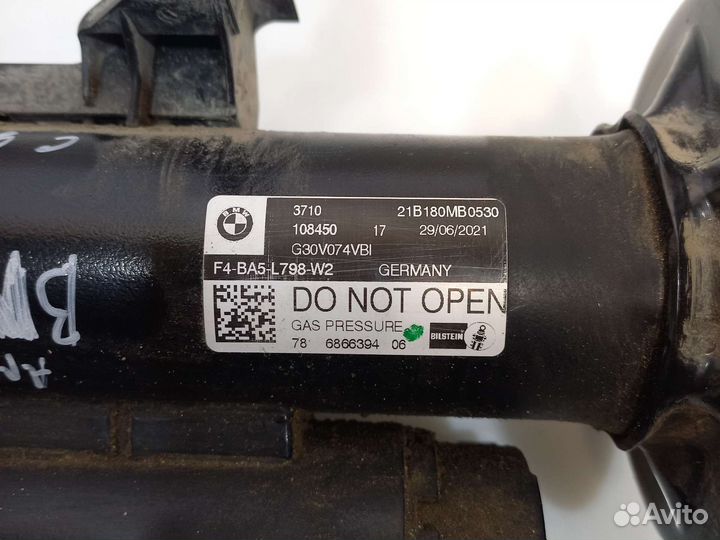 BMW
3710 21B180MB0530
108450 17 29/06/2021
G30V074VBI
F4-BA5-L798-W2 GERMANY
DO NOT OPEN
GAS PRESSURE
78 6866394 06 BILSTEIN
Avito